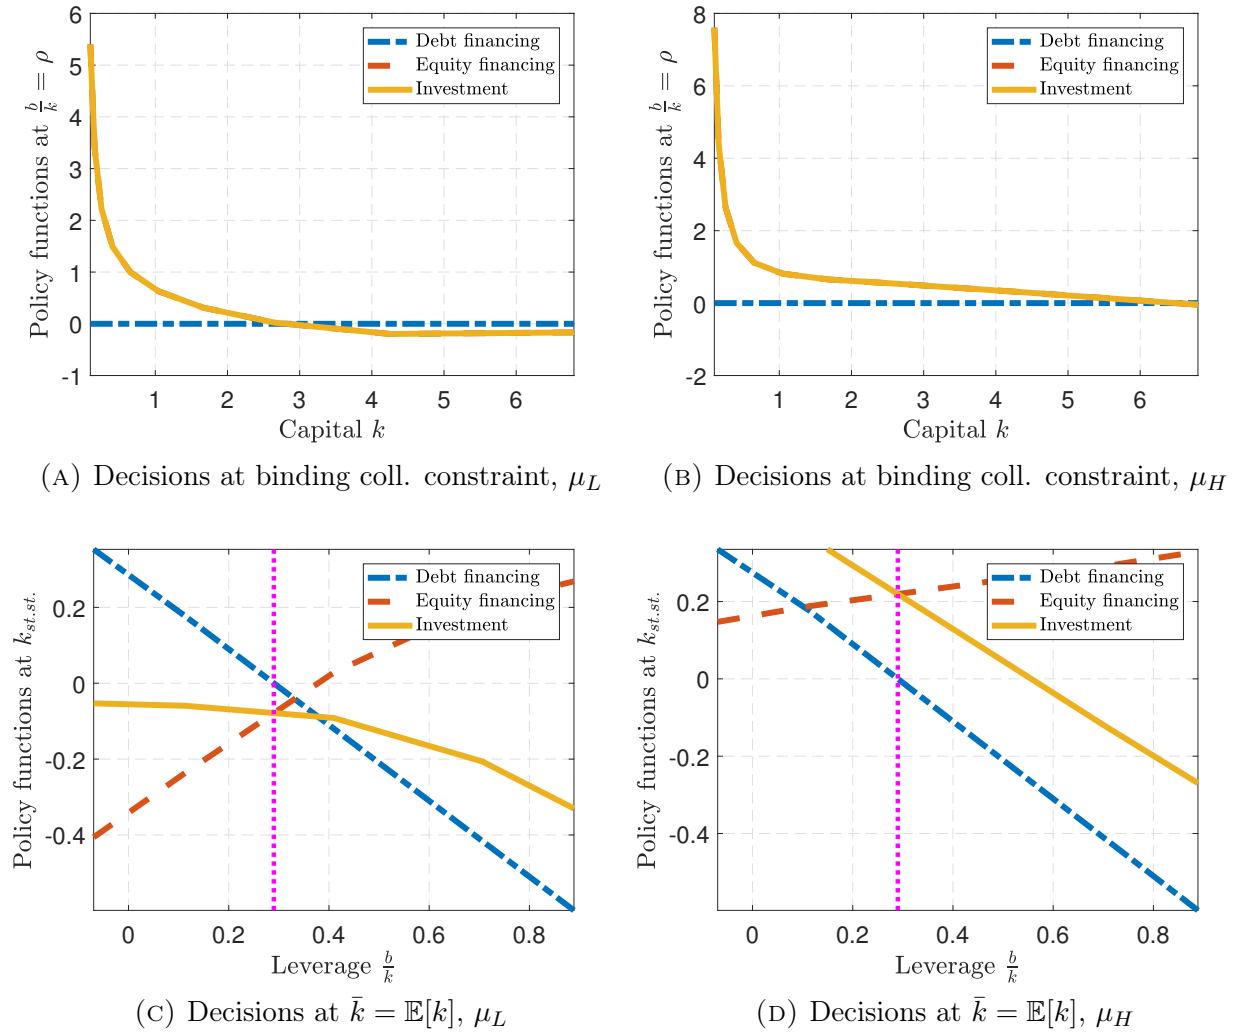 Policy functions at b/k = ρ
6
5
4
3
2
1
0
-1
Debt financing
Equity financing
Investment
1 2 3 4 5 6
Capital k
(A) Decisions at binding coll. constraint, μ_L
Policy functions at b/k = ρ
8
6
4
2
0
-2
Debt financing
Equity financing
Investment
1 2 3 4 5 6
Capital k
(B) Decisions at binding coll. constraint, μ_H
Policy functions at k_st.st.
0.2
0
-0.2
-0.4
Debt financing
Equity financing
Investment
0 0.2 0.4 0.6 0.8
Leverage b/k
(C) Decisions at k̄ = 𝔼[k], μ_L
Policy functions at k_st.st.
0.2
0
-0.2
-0.4
Debt financing
Equity financing
Investment
0 0.2 0.4 0.6 0.8
Leverage b/k
(D) Decisions at k̄ = 𝔼[k], μ_H